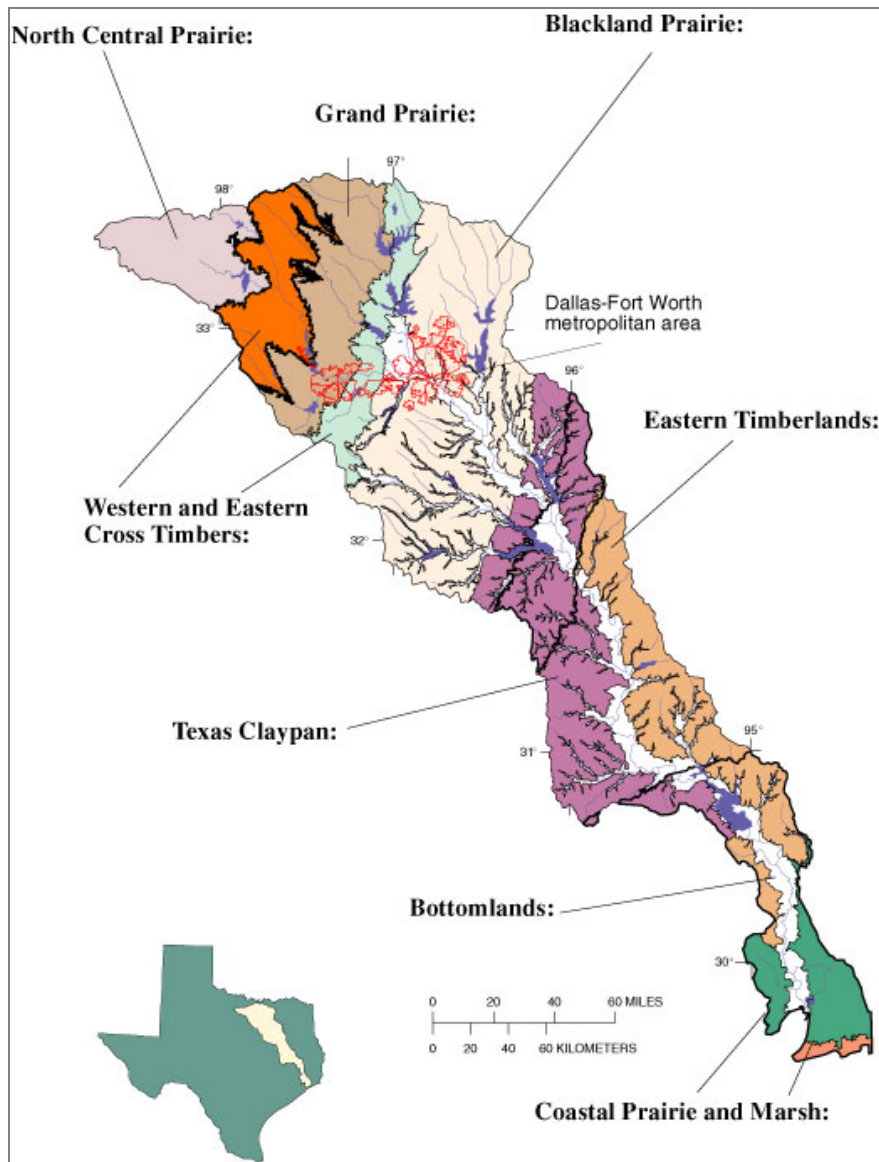 Blackland Prairie:
North Central Prairie:
Grand Prairie:
97°
98°
Dallas-Fort Worth
metropolitan area
33°
96°
Eastern Timberlands:
Western and Eastern
Cross Timbers:
32°
Texas Claypan:
95°
31°
Bottomlands:
30°
0 20 40 60 MILES
0 20 40 60 KILOMETERS
Coastal Prairie and Marsh: